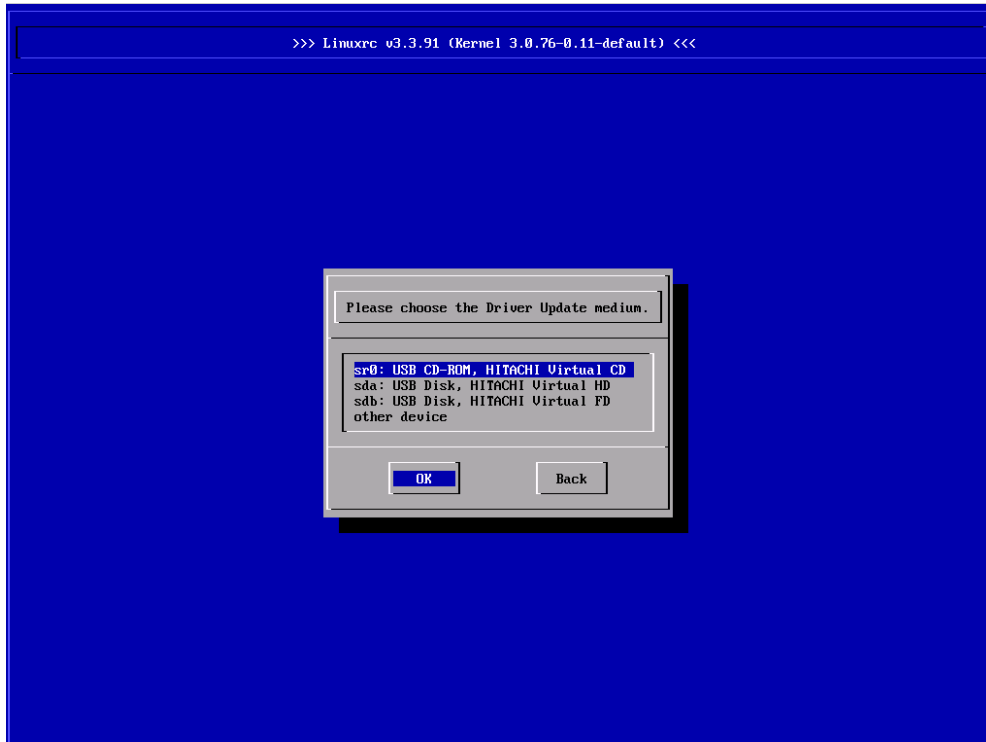 >>> Linuxrc v3.3.91 (Kernel 3.0.76-0.11-default) <<<
Please choose the Driver Update medium.
sr0: USB CD-ROM, HITACHI Virtual CD
sda: USB Disk, HITACHI Virtual HD
sdb: USB Disk, HITACHI Virtual FD
other device
OK Back